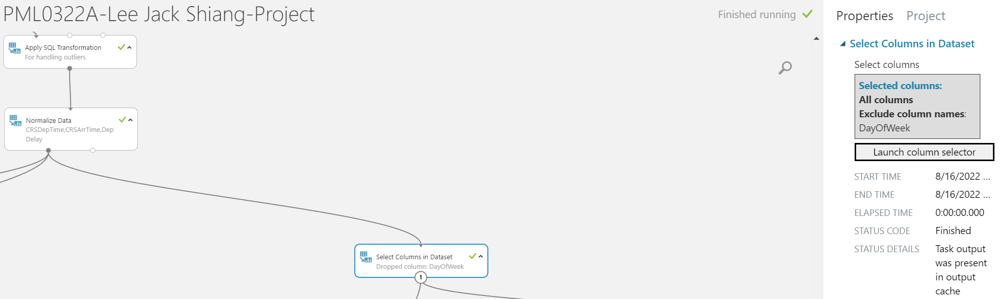 PML0322A-Lee Jack Shiang-Project
Finished running
Apply SQL Transformation
For handling outliers
Normalize Data
CRSDepTime,CRSArrTime,Dep
Delay
Select Columns in Dataset
Dropped column: DayOfWeek
1
Properties Project
Select Columns in Dataset
Select columns
Selected columns:
All columns
Exclude column names:
DayOfWeek
Launch column selector
START TIME 8/16/2022 ...
END TIME 8/16/2022 ...
ELAPSED TIME 0:00:00.000
STATUS CODE Finished
STATUS DETAILS Task output
was present
in output
cache